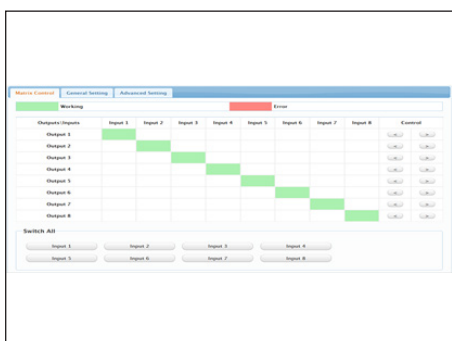 Matrix Control General Setting Advanced Setting
Working Error
Outputs\Inputs Input 1 Input 2 Input 3 Input 4 Input 5 Input 6 Input 7 Input 8 Control
Output 1
Output 2
Output 3
Output 4
Output 5
Output 6
Output 7
Output 8
Switch All
Input 1 Input 2 Input 3 Input 4
Input 5 Input 6 Input 7 Input 8